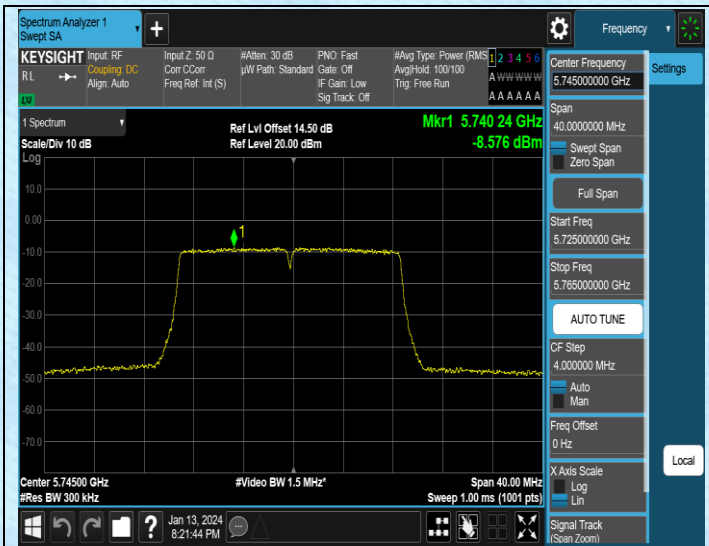 Spectrum Analyzer 1
Swept SA
+
Frequency
KEYSIGHT
RL
LXI
Input: RF
Coupling: DC
Align: Auto
Input Z: 50 Ω
Corr CCorr
Freq Ref: Int (S)
#Atten: 30 dB
µW Path: Standard
PNO: Fast
Gate: Off
IF Gain: Low
Sig Track: Off
#Avg Type: Power (RMS
Avg|Hold: 100/100
Trig: Free Run
1 2 3 4 5 6
A W W W W W
A A A A A A
1 Spectrum
Scale/Div 10 dB
Ref Lvl Offset 14.50 dB
Ref Level 20.00 dBm
Mkr1 5.740 24 GHz
-8.576 dBm
Log
10.0
0.00
-10.0
-20.0
-30.0
-40.0
-50.0
-60.0
-70.0
1
Center 5.74500 GHz
#Res BW 300 kHz
#Video BW 1.5 MHz*
Span 40.00 MHz
Sweep 1.00 ms (1001 pts)
Center Frequency
5.745000000 GHz
Settings
Span
40.0000000 MHz
Swept Span
Zero Span
Full Span
Start Freq
5.725000000 GHz
Stop Freq
5.765000000 GHz
AUTO TUNE
CF Step
4.000000 MHz
Auto
Man
Freq Offset
0 Hz
X Axis Scale
Log
Lin
Local
Signal Track
(Span Zoom)
?
Jan 13, 2024
8:21:44 PM